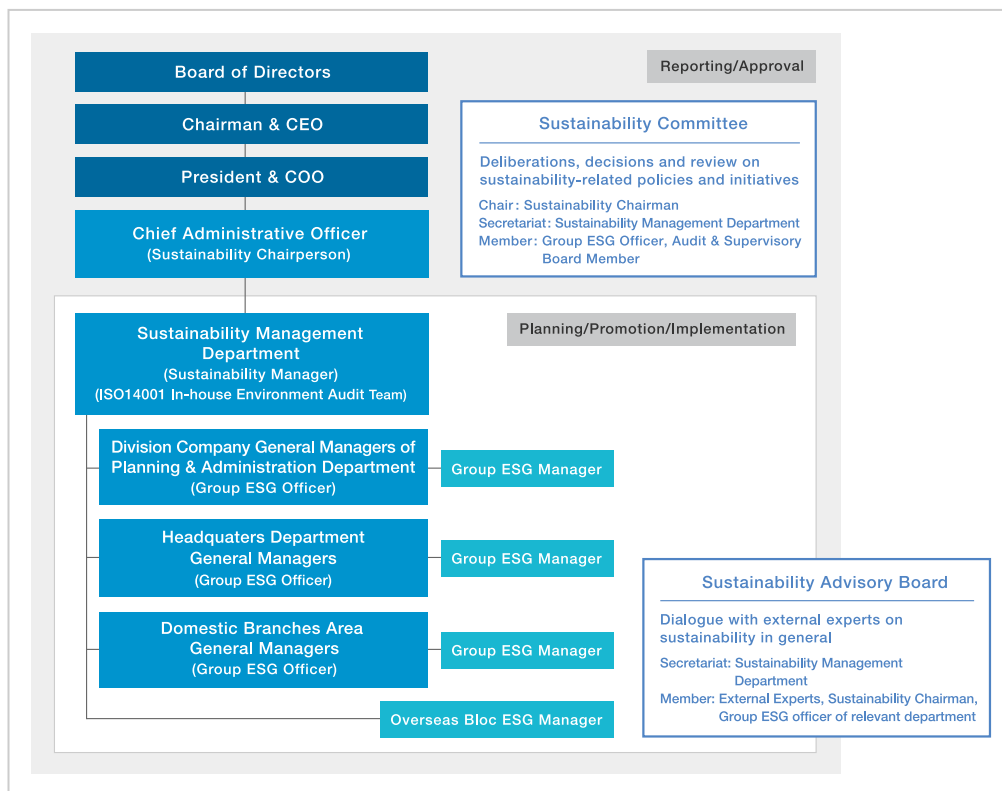 Board of Directors
Reporting/Approval
Chairman & CEO
President & COO
Chief Administrative Officer
(Sustainability Chairperson)
Sustainability Committee
Deliberations, decisions and review on
sustainability-related policies and initiatives
Chair : Sustainability Chairman
Secretariat : Sustainability Management Department
Member : Group ESG Officer, Audit & Supervisory
Board Member
Planning/Promotion/Implementation
Sustainability Management
Department
(Sustainability Manager)
(ISO14001 In-house Environment Audit Team)
Division Company General Managers of
Planning & Administration Department
(Group ESG Officer)
Group ESG Manager
Headquaters Department
General Managers
(Group ESG Officer)
Group ESG Manager
Domestic Branches Area
General Managers
(Group ESG Officer)
Group ESG Manager
Overseas Bloc ESG Manager
Sustainability Advisory Board
Dialogue with external experts on
sustainability in general
Secretariat: Sustainability Management
Department
Member: External Experts, Sustainability Chairman,
Group ESG officer of relevant department